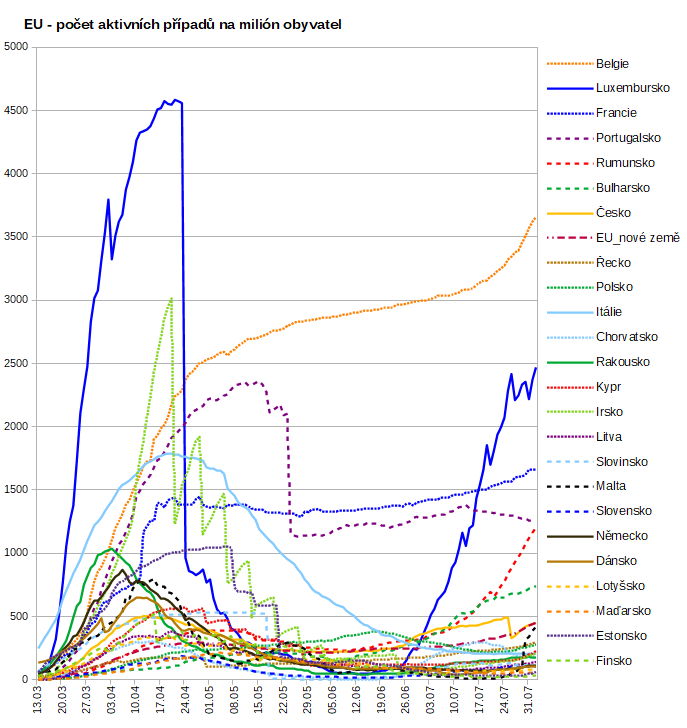 EU - počet aktivních případů na milión obyvatel
5000
4500
4000
3500
3000
2500
2000
1500
1000
500
0
13.03
20.03
27.03
03.04
10.04
17.04
24.04
01.05
08.05
15.05
22.05
29.05
05.06
12.06
19.06
26.06
03.07
10.07
17.07
24.07
31.07
Belgie
Luxembursko
Francie
Portugalsko
Rumunsko
Bulharsko
Česko
EU_nové země
Řecko
Polsko
Itálie
Chorvatsko
Rakousko
Kypr
Irsko
Litva
Slovinsko
Malta
Slovensko
Německo
Dánsko
Lotyšsko
Maďarsko
Estonsko
Finsko